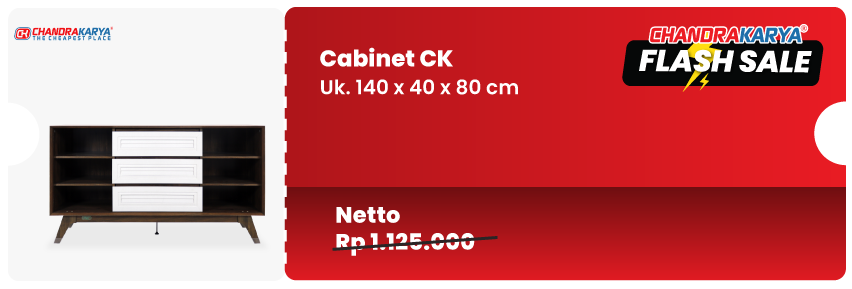 CHANDRAKARYA®
THE CHEAPEST PLACE
Cabinet CK
Uk. 140 x 40 x 80 cm
CHANDRAKARYA®
FLASH SALE
Netto
Rp 1.125.000